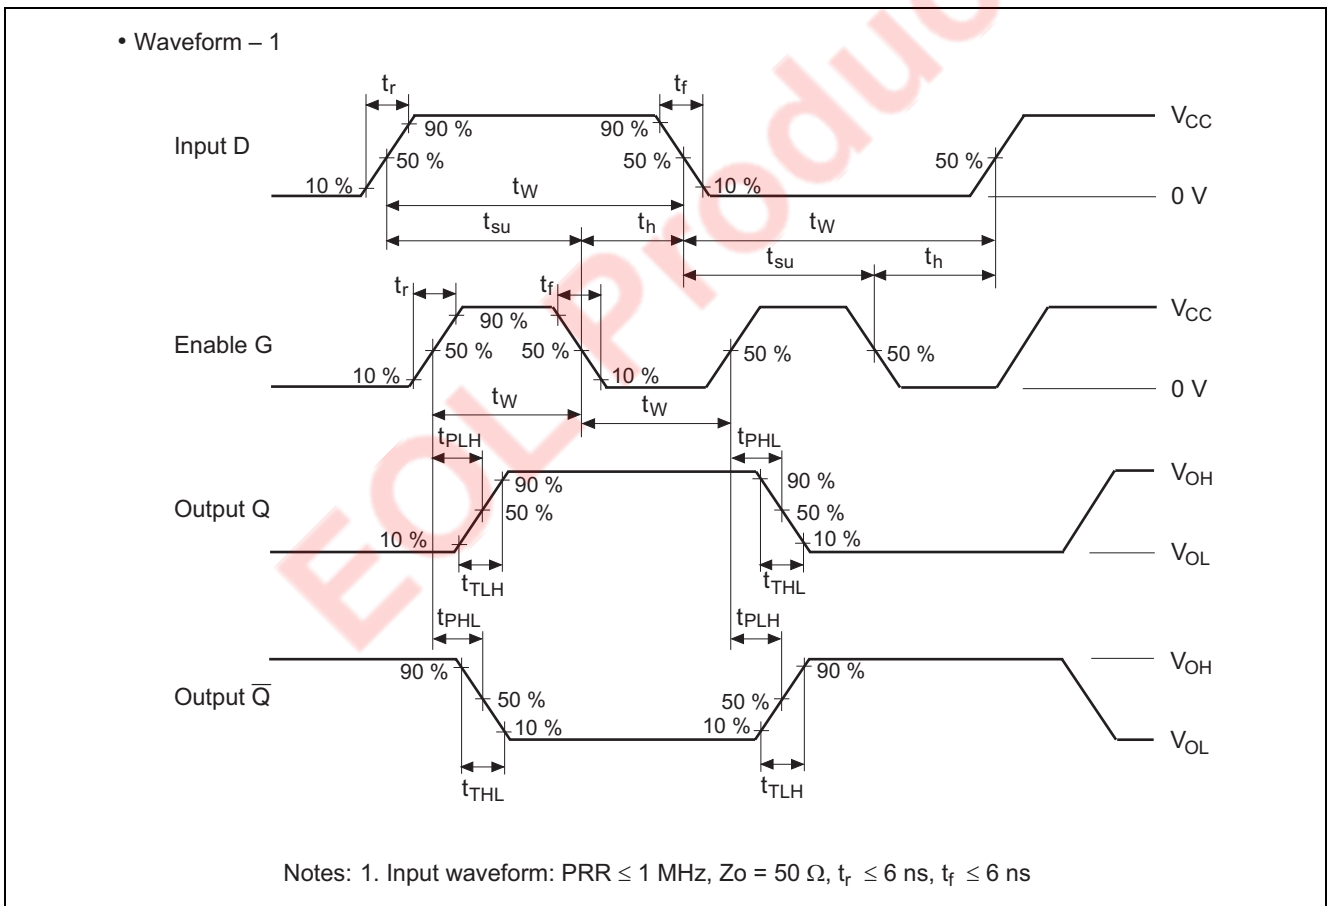 • Waveform – 1
tr
tf
Input D
90 %
90 %
VCC
50 %
50 %
50 %
10 %
10 %
0 V
tW
tsu
th
tW
tsu
th
tr
tf
Enable G
90 %
VCC
50 %
50 %
50 %
50 %
10 %
10 %
0 V
tW
tW
tPLH
tPHL
Output Q
90 %
90 %
VOH
50 %
50 %
10 %
10 %
VOL
tTLH
tTHL
tPHL
tPLH
Output Q̅
90 %
90 %
VOH
50 %
50 %
10 %
10 %
VOL
tTHL
tTLH
Notes: 1. Input waveform: PRR ≤ 1 MHz, Zo = 50 Ω, tr ≤ 6 ns, tf ≤ 6 ns
EOL Produc